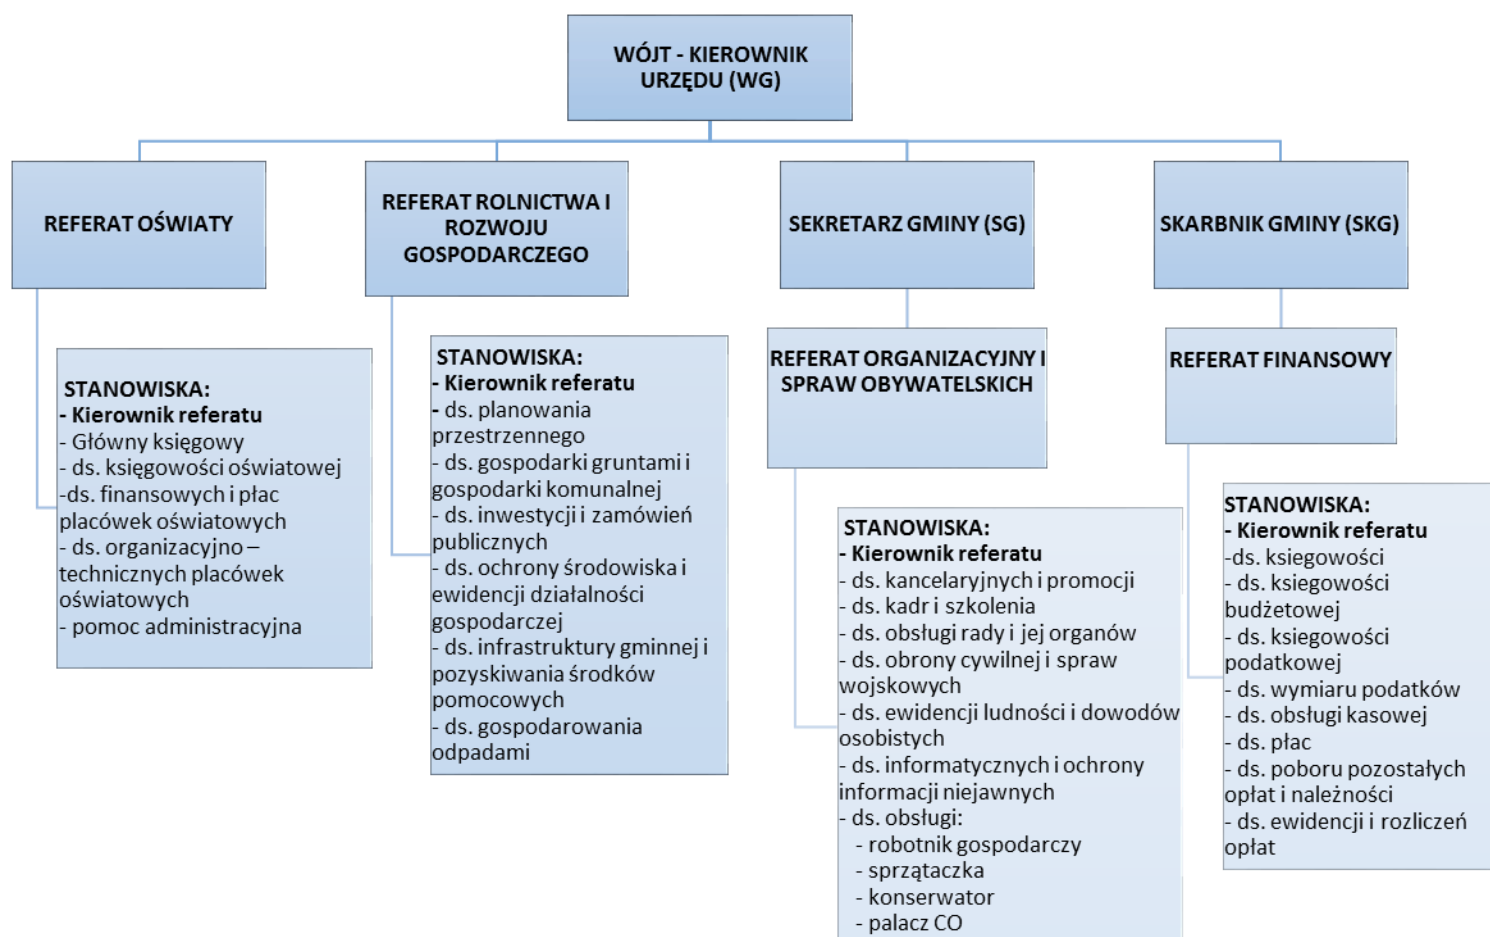 WÓJT - KIEROWNIK
URZĘDU (WG)
REFERAT OŚWIATY
REFERAT ROLNICTWA I
ROZWOJU
GOSPODARCZEGO
SEKRETARZ GMINY (SG)
SKARBNIK GMINY (SKG)
STANOWISKA:
- Kierownik referatu
- Główny księgowy
- ds. księgowości oświatowej
-ds. finansowych i płac
placówek oświatowych
- ds. organizacyjno –
technicznych placówek
oświatowych
- pomoc administracyjna
STANOWISKA:
- Kierownik referatu
- ds. planowania
przestrzennego
- ds. gospodarki gruntami i
gospodarki komunalnej
- ds. inwestycji i zamówień
publicznych
- ds. ochrony środowiska i
ewidencji działalności
gospodarczej
- ds. infrastruktury gminnej i
pozyskiwania środków
pomocowych
- ds. gospodarowania
odpadami
REFERAT ORGANIZACYJNY I
SPRAW OBYWATELSKICH
STANOWISKA:
- Kierownik referatu
- ds. kancelaryjnych i promocji
- ds. kadr i szkolenia
- ds. obsługi rady i jej organów
- ds. obrony cywilnej i spraw
wojskowych
- ds. ewidencji ludności i dowodów
osobistych
- ds. informatycznych i ochrony
informacji niejawnych
- ds. obsługi:
- robotnik gospodarczy
- sprzątaczka
- konserwator
- palacz CO
REFERAT FINANSOWY
STANOWISKA:
- Kierownik referatu
-ds. ksiegowości
- ds. ksiegowości
budżetowej
- ds. ksiegowości
podatkowej
- ds. wymiaru podatków
- ds. obsługi kasowej
- ds. płac
- ds. poboru pozostałych
opłat i należności
- ds. ewidencji i rozliczeń
opłat